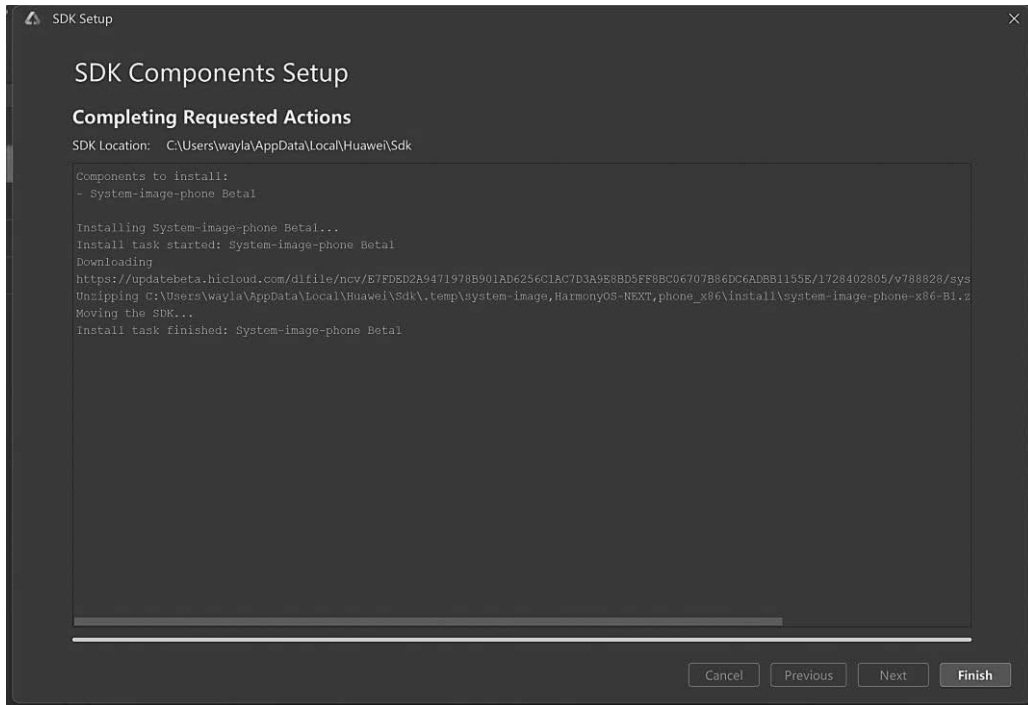 SDK Setup
SDK Components Setup
Completing Requested Actions
SDK Location: C:\Users\wayla\AppData\Local\Huawei\Sdk
Components to install:
- System-image-phone Beta1
Installing System-image-phone Beta1...
Install task started: System-image-phone Beta1
Downloading
https://updatebeta.hicloud.com/dlfile/ncv/E7FDED2A9471978B901AD6256C1AC7D3A9E8BD5FF8BC06707B86DC6ADBB1155E/1728402805/v788828/sys
Unzipping C:\Users\wayla\AppData\Local\Huawei\Sdk\.temp\system-image,HarmonyOS-NEXT,phone_x86\install\system-image-phone-x86-B1.z
Moving the SDK...
Install task finished: System-image-phone Beta1
Cancel Previous Next Finish